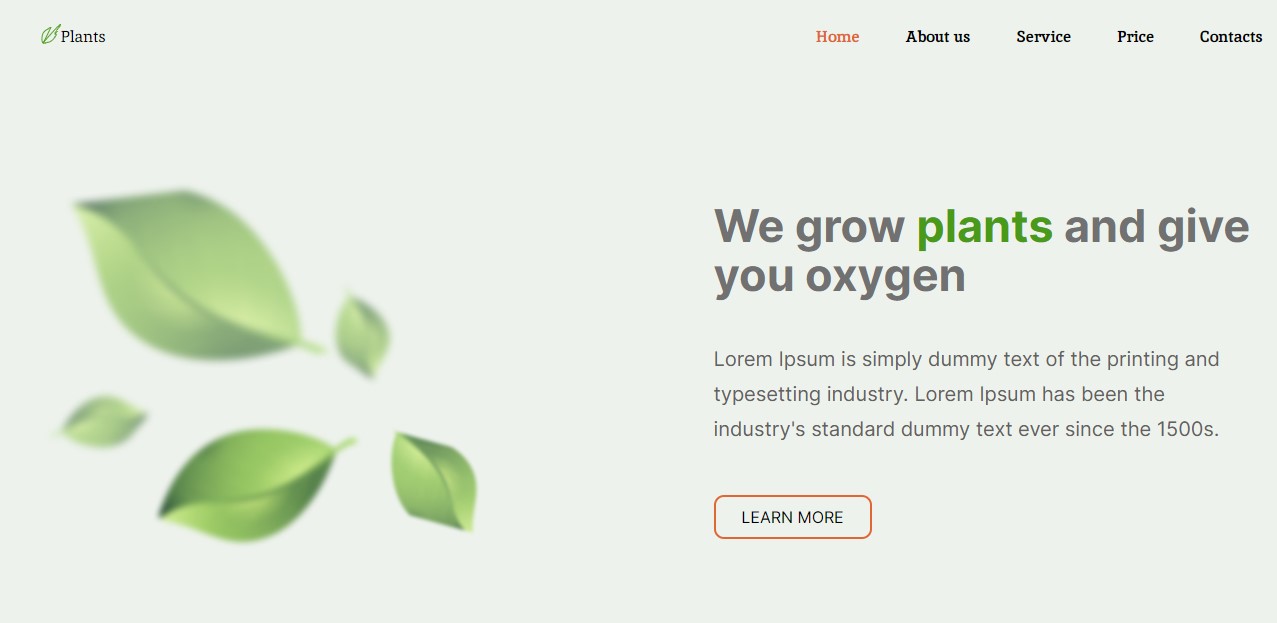 Plants
Home About us Service Price Contacts
We grow plants and give
you oxygen
Lorem Ipsum is simply dummy text of the printing and
typesetting industry. Lorem Ipsum has been the
industry's standard dummy text ever since the 1500s.
LEARN MORE